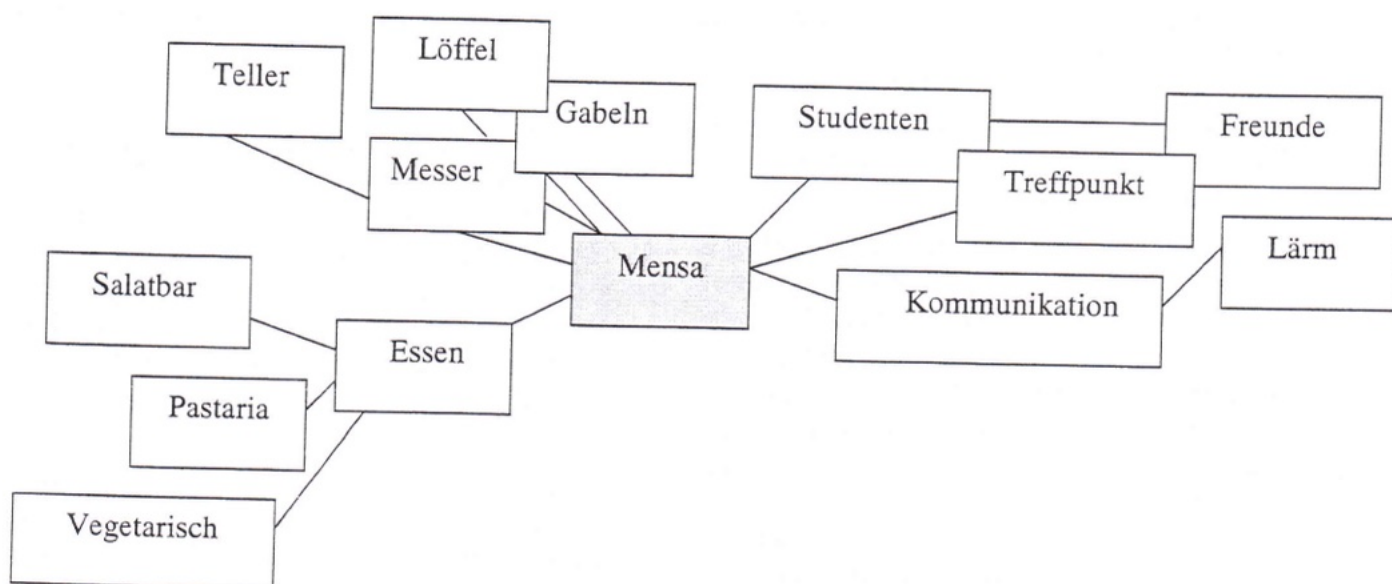 Löffel
Teller
Gabeln
Studenten
Freunde
Messer
Treffpunkt
Mensa
Lärm
Salatbar
Kommunikation
Essen
Pastaria
Vegetarisch